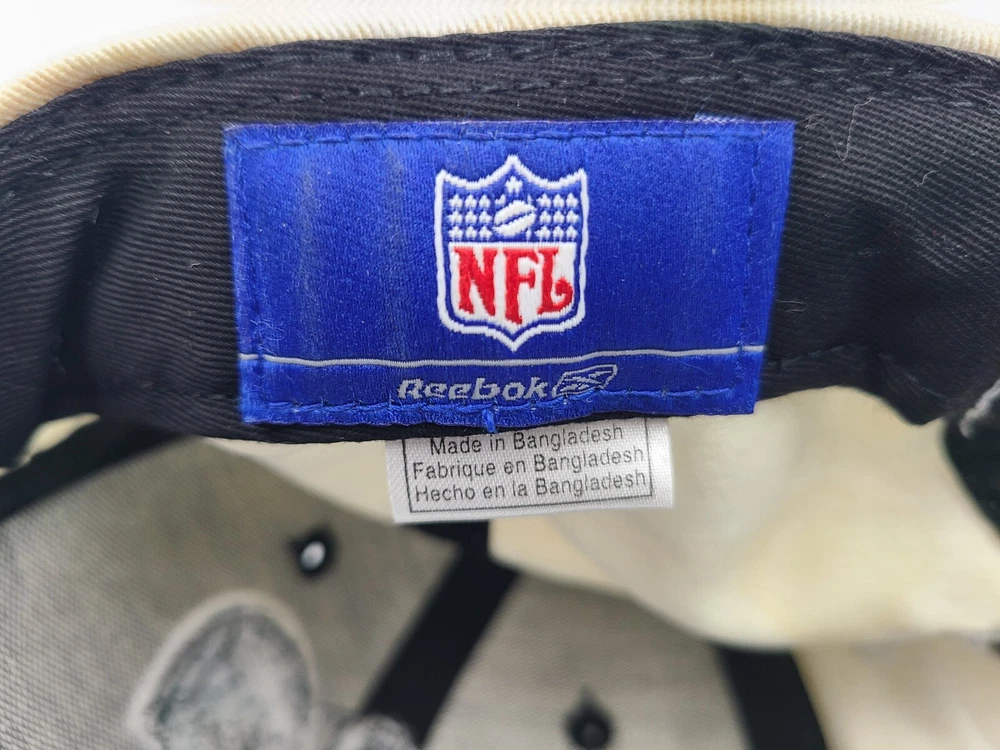 NFL
Reebok
Made in Bangladesh
Fabrique en Bangladesh
Hecho en la Bangladesh